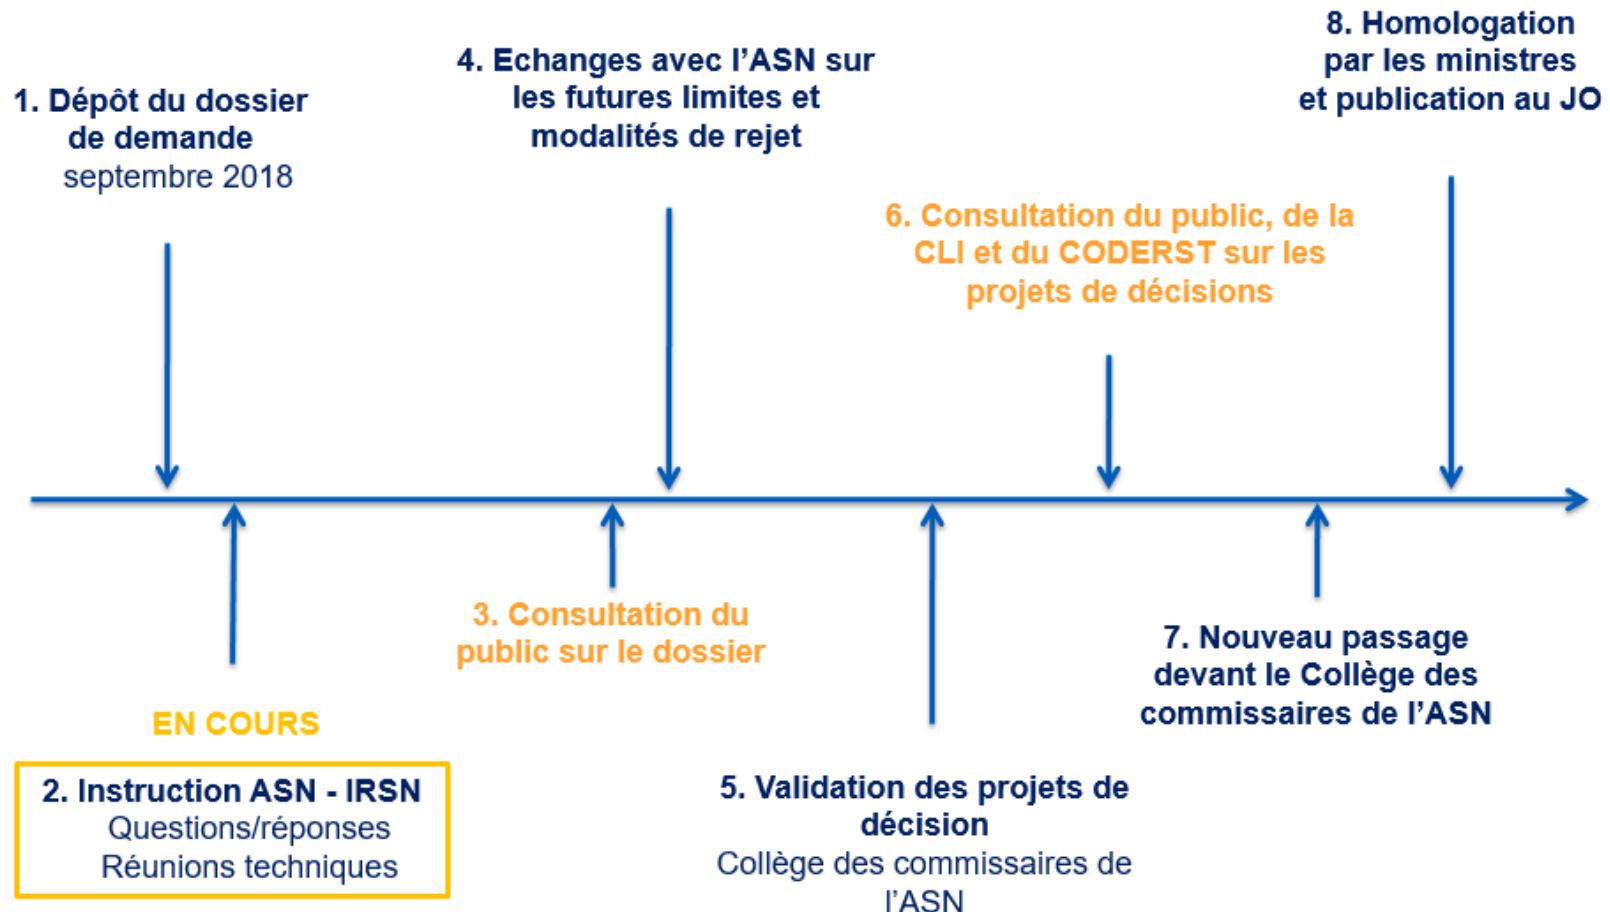 1. Dépôt du dossier
de demande
septembre 2018
EN COURS
2. Instruction ASN - IRSN
Questions/réponses
Réunions techniques
3. Consultation du
public sur le dossier
4. Echanges avec l’ASN sur
les futures limites et
modalités de rejet
5. Validation des projets de
décision
Collège des commissaires de
l’ASN
6. Consultation du public, de la
CLI et du CODERST sur les
projets de décisions
7. Nouveau passage
devant le Collège des
commissaires de l’ASN
8. Homologation
par les ministres
et publication au JO